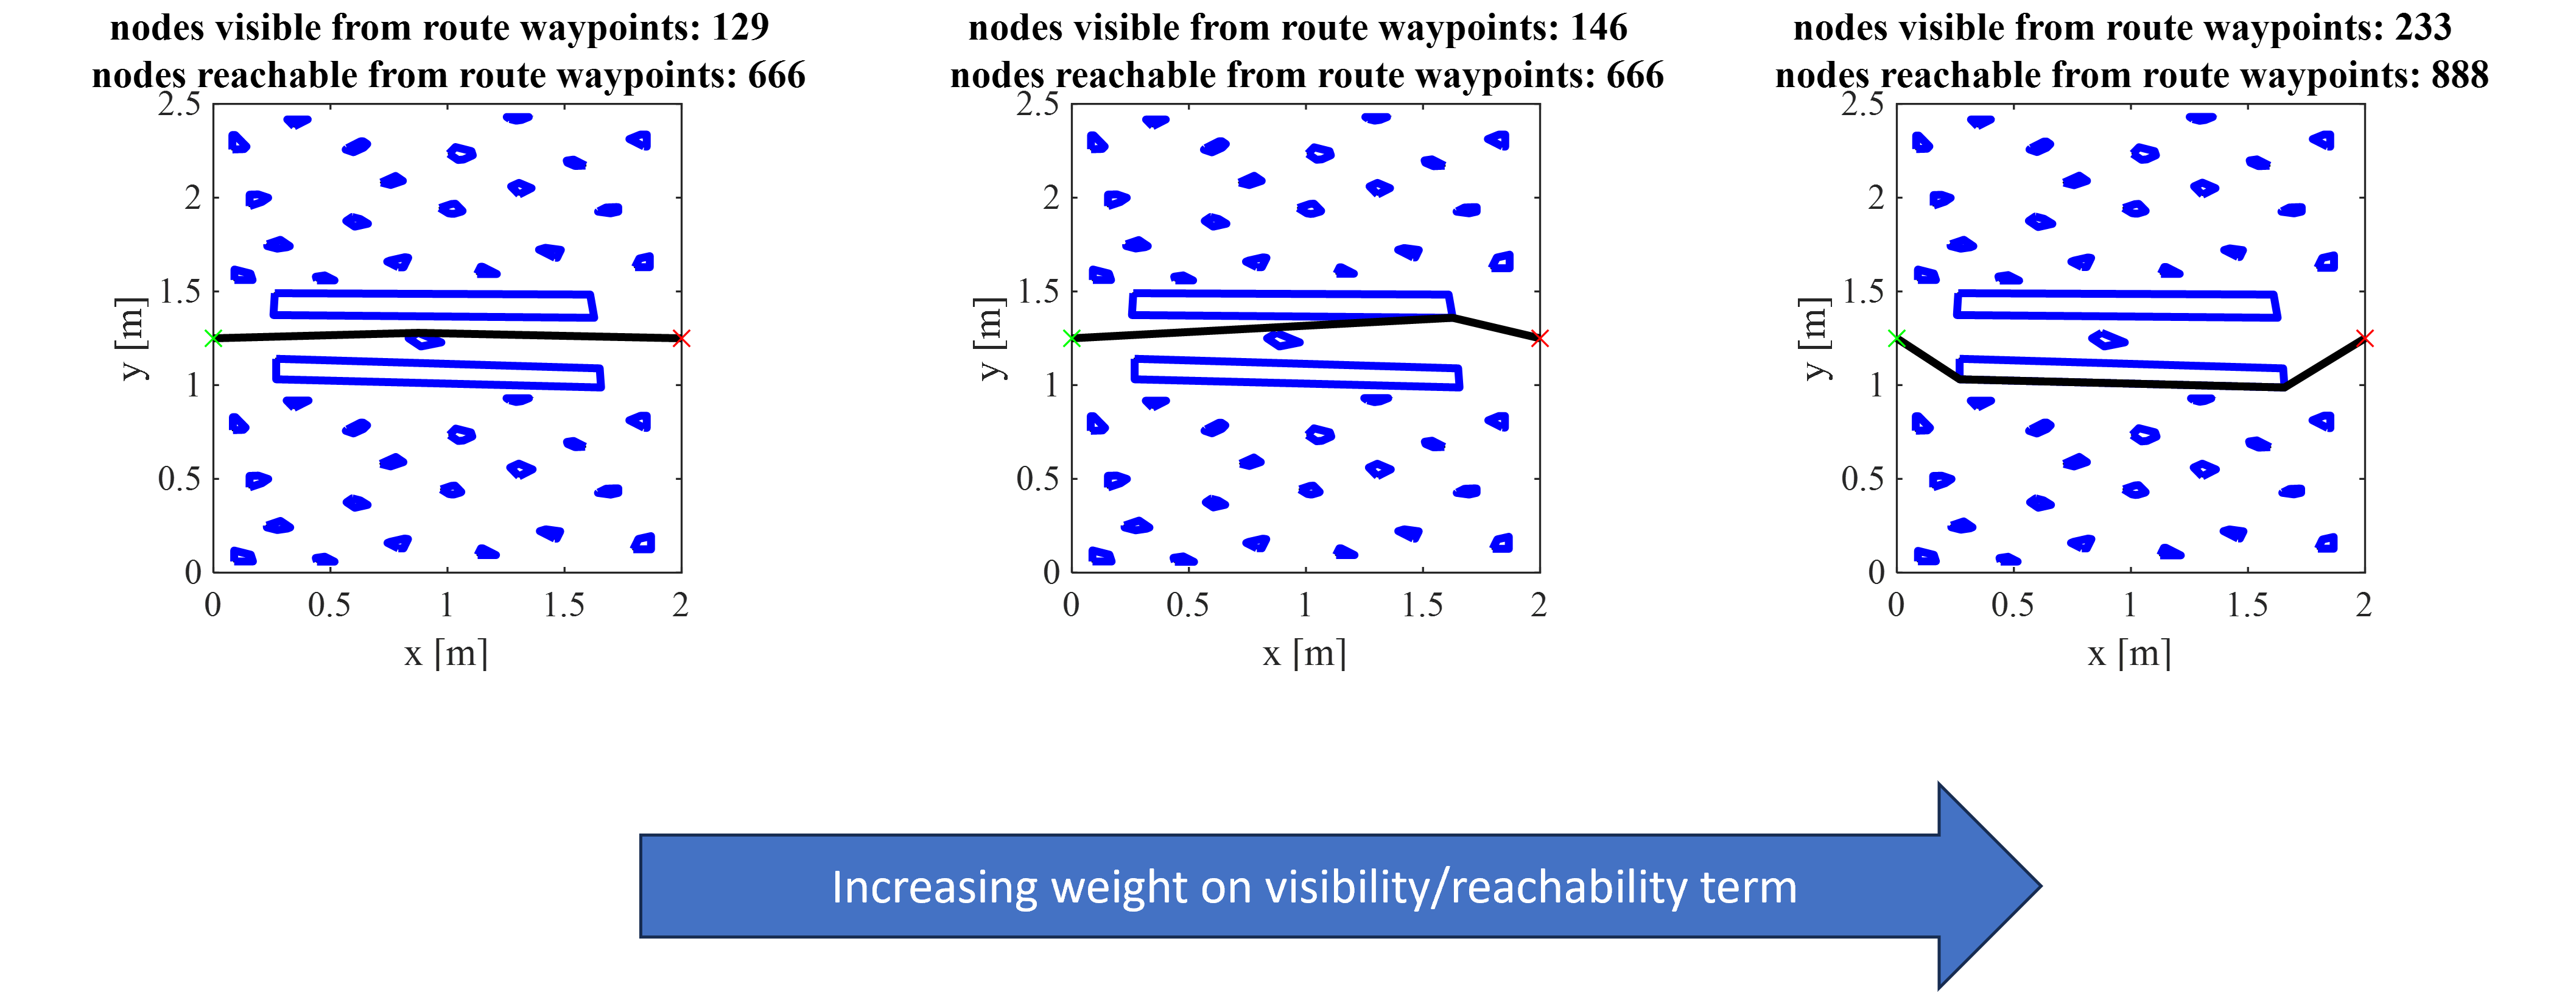 nodes visible from route waypoints: 129
nodes reachable from route waypoints: 666
2.5
2
1.5
1
0.5
0
y [m]
0 0.5 1 1.5 2
x [m]
nodes visible from route waypoints: 146
nodes reachable from route waypoints: 666
2.5
2
1.5
1
0.5
0
y [m]
0 0.5 1 1.5 2
x [m]
nodes visible from route waypoints: 233
nodes reachable from route waypoints: 888
2.5
2
1.5
1
0.5
0
y [m]
0 0.5 1 1.5 2
x [m]
Increasing weight on visibility/reachability term